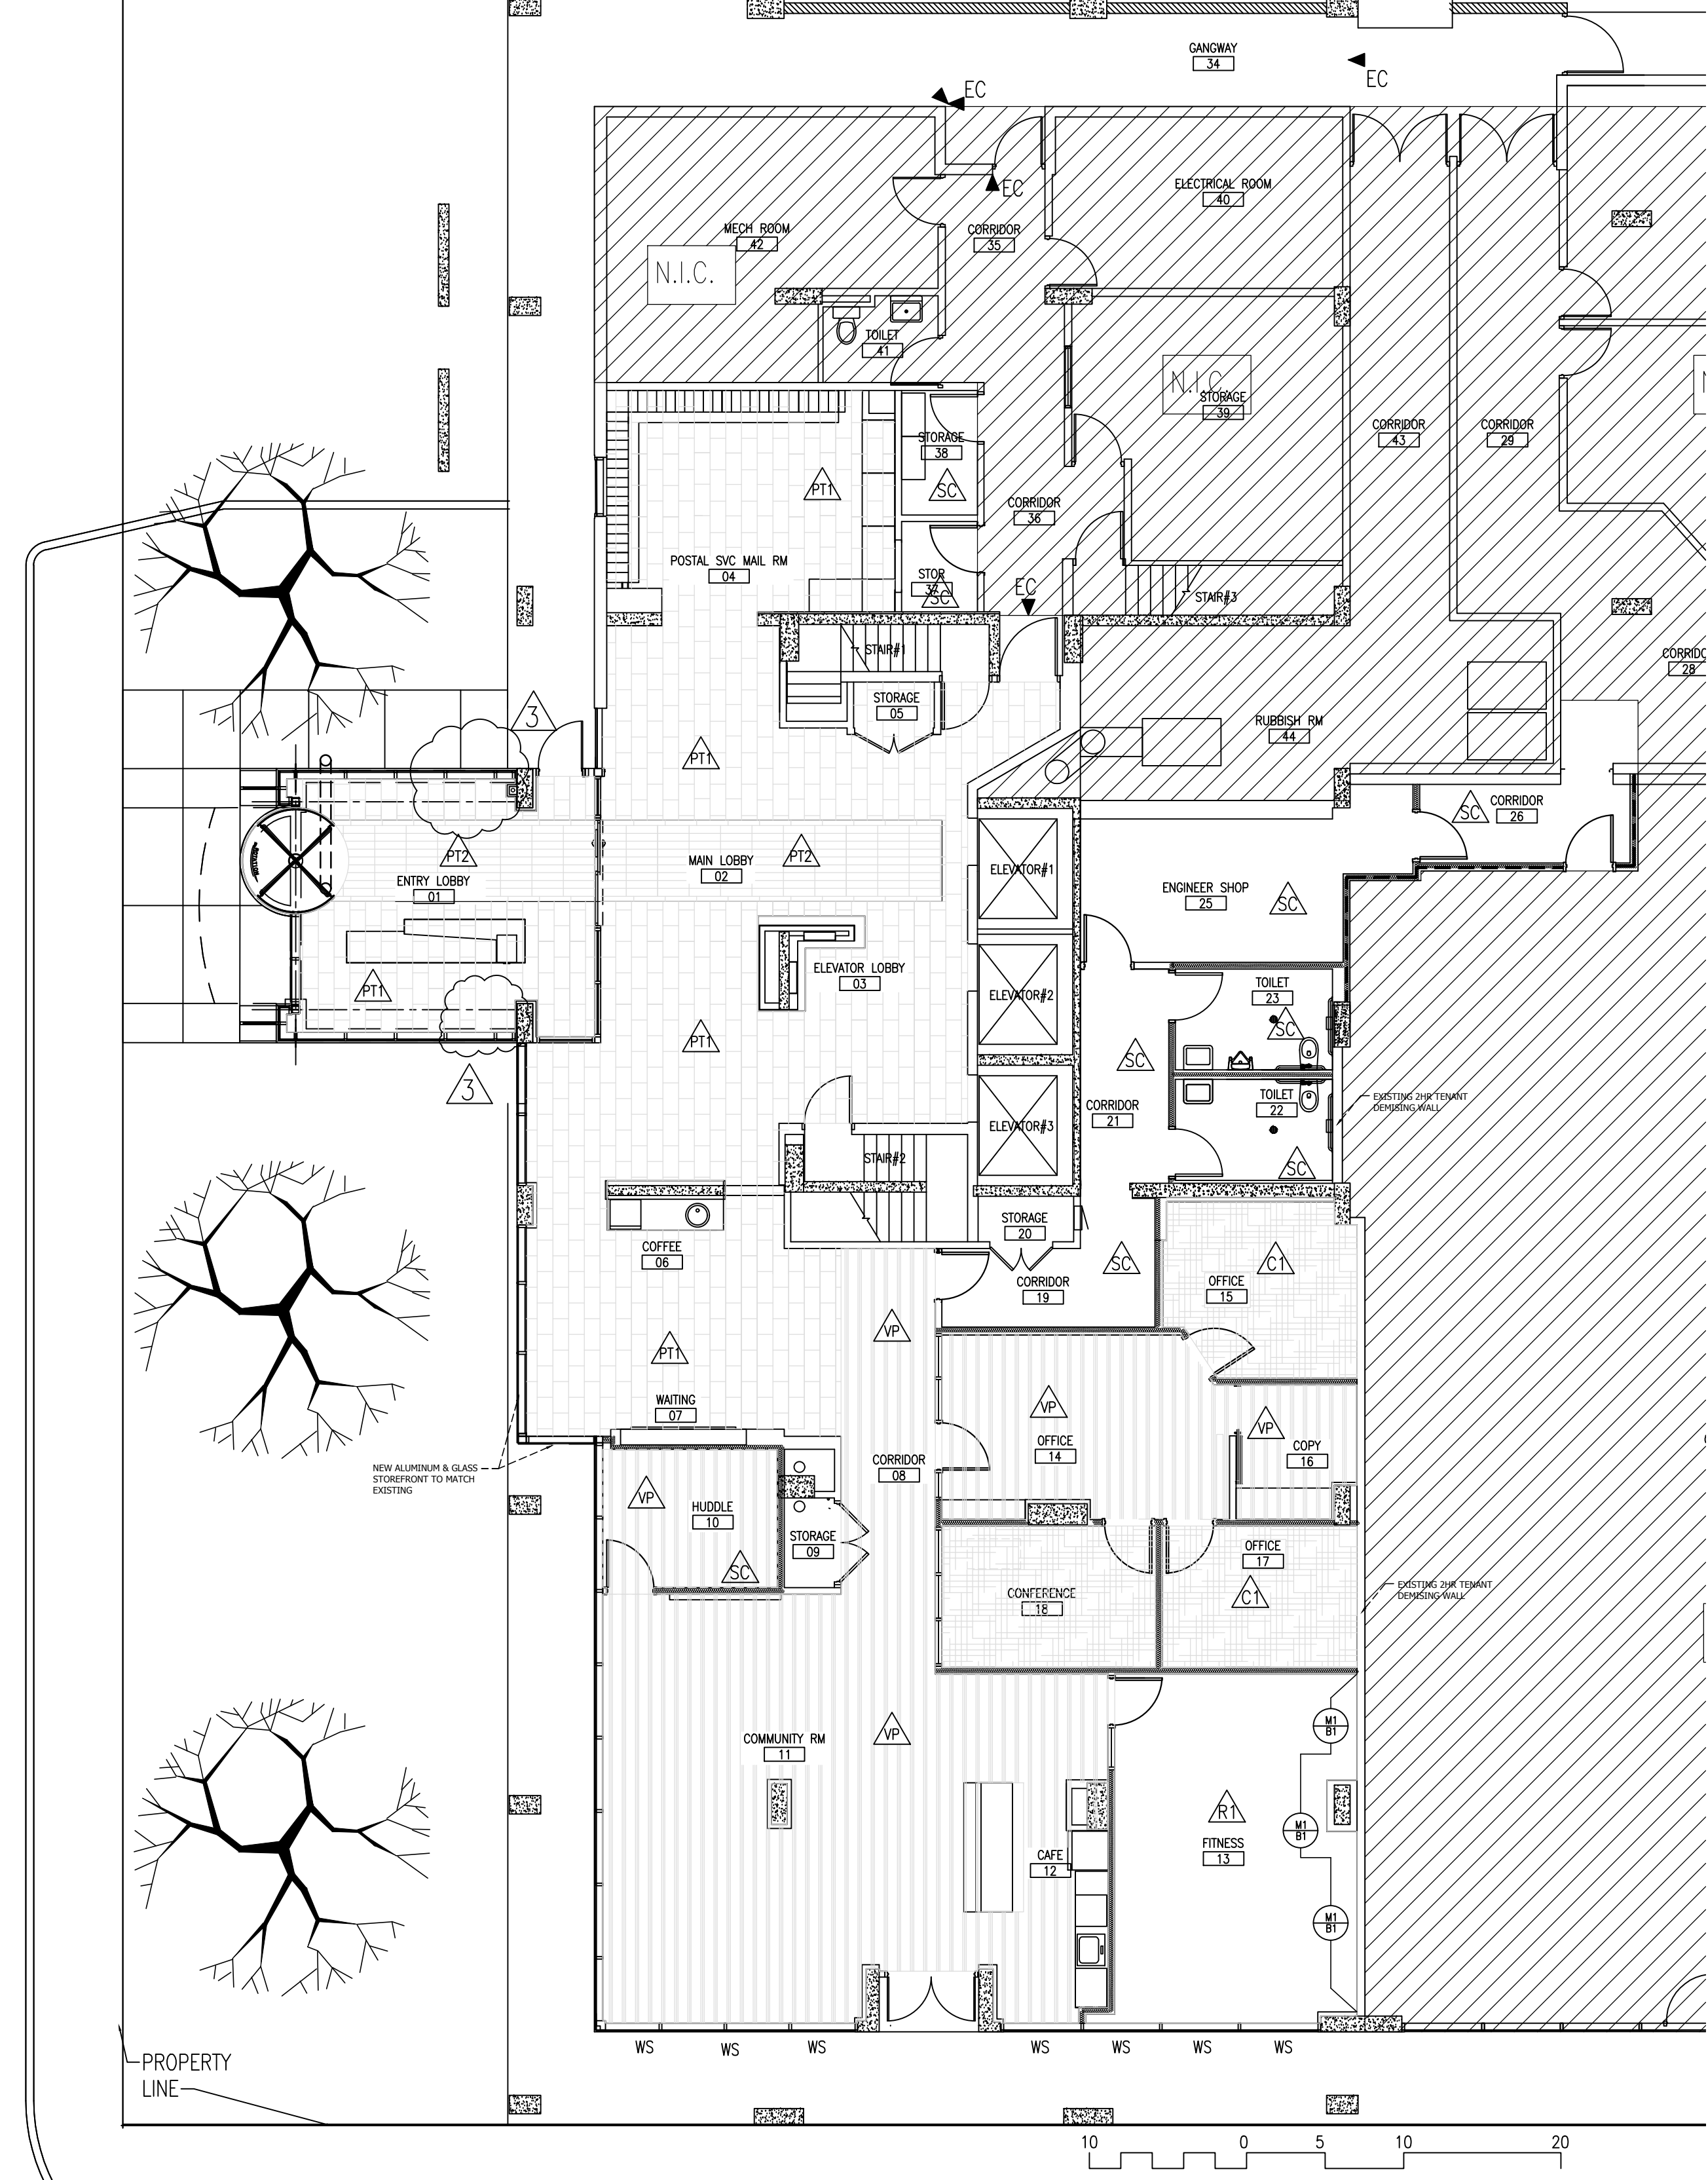 GANGWAY
34
EC
EC
ELECTRICAL ROOM
40
EC
MECH ROOM
42
CORRIDOR
35
N.I.C.
TOILET
41
N.I.C.
STORAGE
39
CORRIDOR
43
CORRIDOR
29
STORAGE
38
SC
PT1
CORRIDOR
36
POSTAL SVC MAIL RM
04
STOR
37
SC
EC
STAIR#3
STAIR#1
CORRIDO
28
STORAGE
05
3
RUBBISH RM
44
PT1
SC
CORRIDOR
26
PT2
MAIN LOBBY
02
PT2
ELEVATOR#1
ENTRY LOBBY
01
ENGINEER SHOP
25
SC
ELEVATOR LOBBY
03
PT1
ELEVATOR#2
TOILET
23
SC
PT1
SC
3
TOILET
22
EXISTING 2HR TENANT
DEMISING WALL
CORRIDOR
21
ELEVATOR#3
STAIR#2
SC
STORAGE
20
COFFEE
06
SC
C1
CORRIDOR
19
OFFICE
15
VP
PT1
WAITING
07
VP
VP
OFFICE
14
COPY
16
CORRIDOR
08
NEW ALUMINUM & GLASS
STOREFRONT TO MATCH
EXISTING
VP
HUDDLE
10
STORAGE
09
SC
OFFICE
17
C1
CONFERENCE
18
EXISTING 2HR TENANT
DEMISING WALL
M1
B1
COMMUNITY RM
11
VP
R1
M1
B1
FITNESS
13
CAFE
12
M1
B1
WS
WS
WS
WS
WS
WS
WS
PROPERTY
LINE
10
0
5
10
20